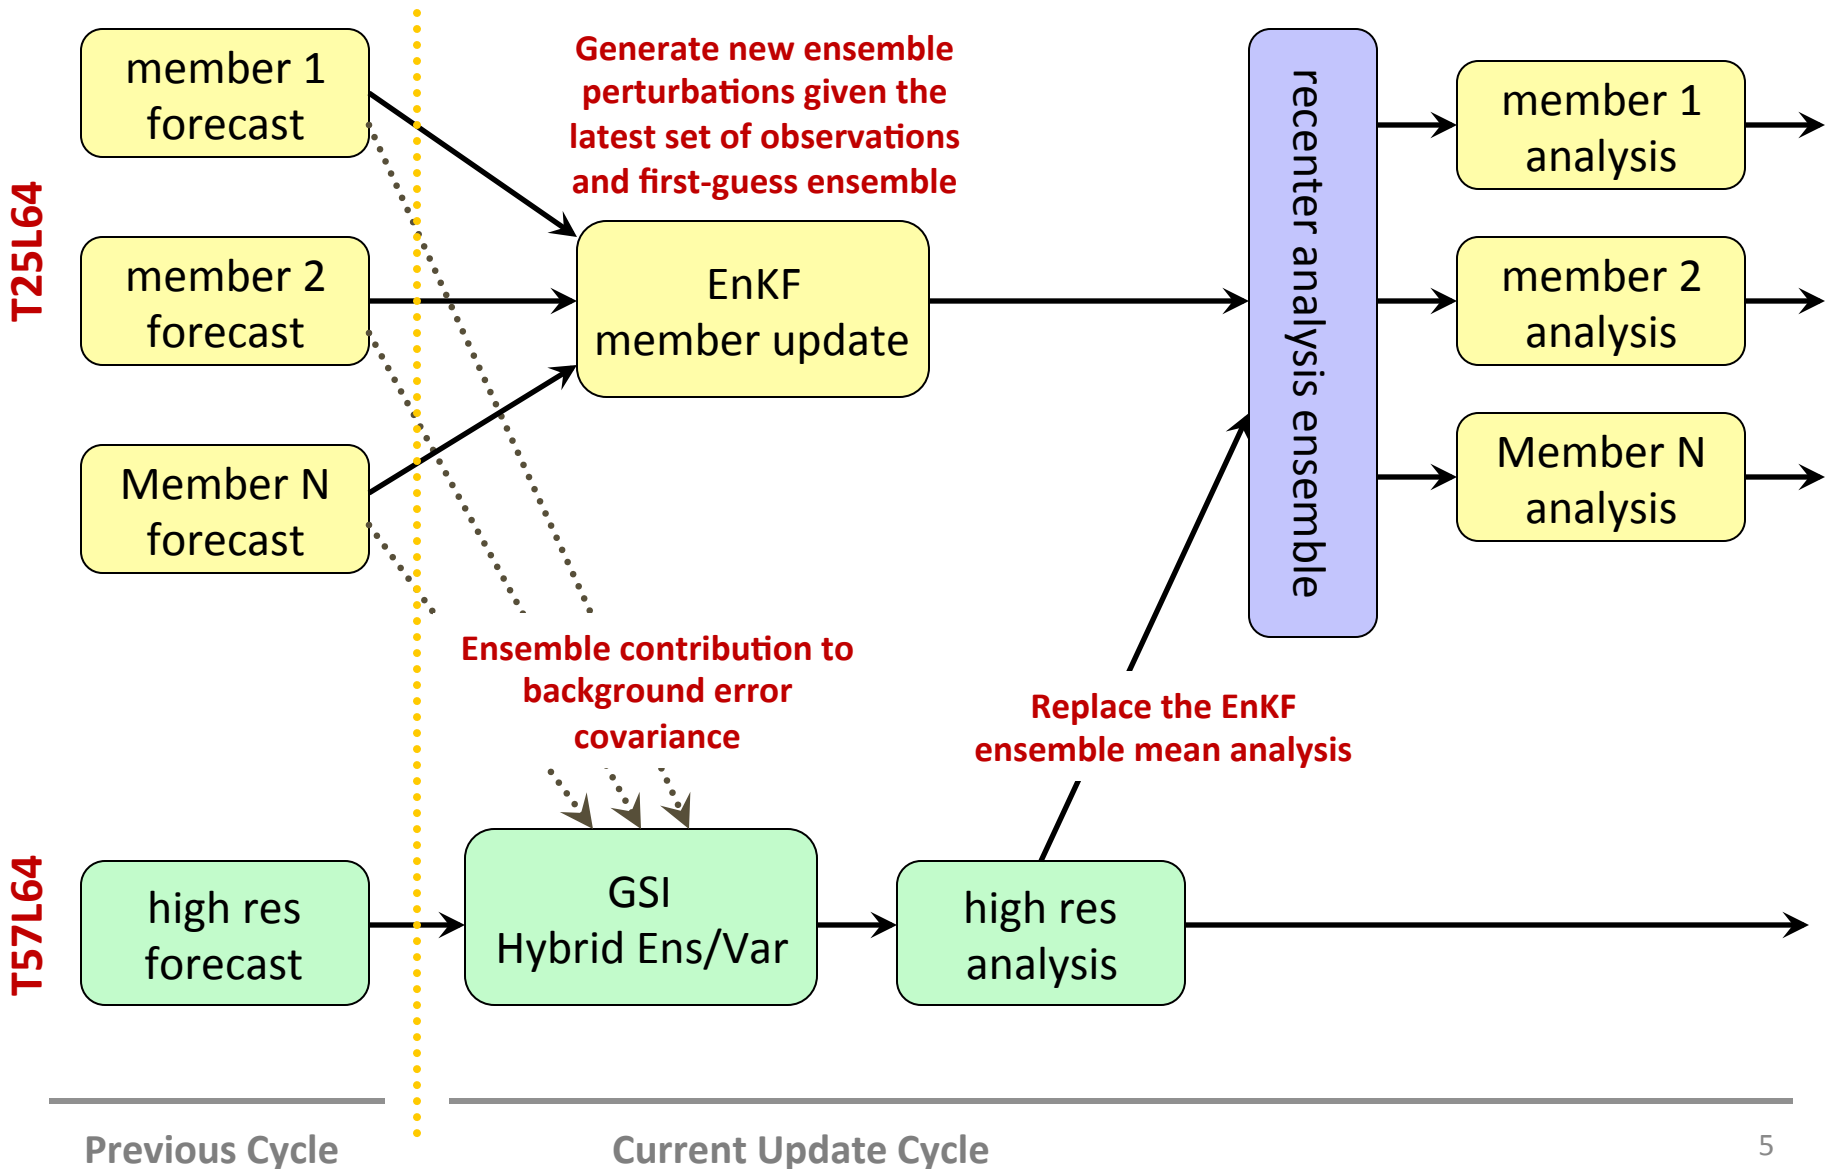 T25L64
member 1
forecast
member 2
forecast
Member N
forecast
Generate new ensemble
perturbations given the
latest set of observations
and first-guess ensemble
EnKF
member update
recenter analysis ensemble
member 1
analysis
member 2
analysis
Member N
analysis
Ensemble contribution to
background error
covariance
Replace the EnKF
ensemble mean analysis
T57L64
high res
forecast
GSI
Hybrid Ens/Var
high res
analysis
Previous Cycle
Current Update Cycle
5